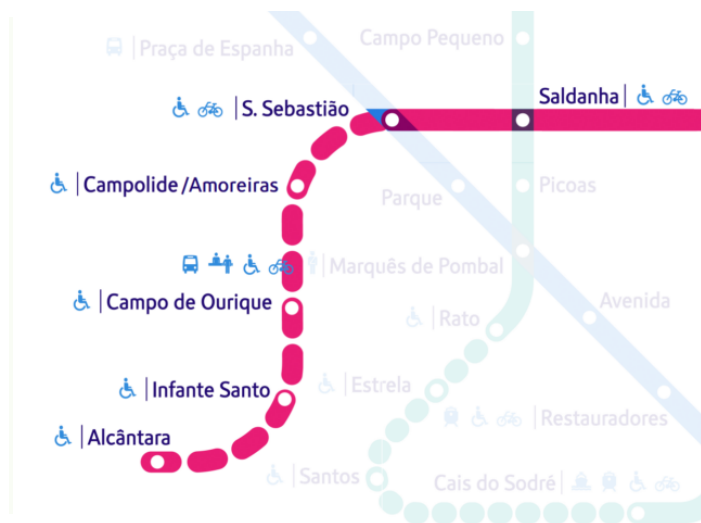 Praça de Espanha
Campo Pequeno
S. Sebastião
Saldanha
Campolide/Amoreiras
Parque
Picoas
Marquês de Pombal
Campo de Ourique
Avenida
Rato
Infante Santo
Estrela
Restauradores
Alcântara
Santos
Cais do Sodré